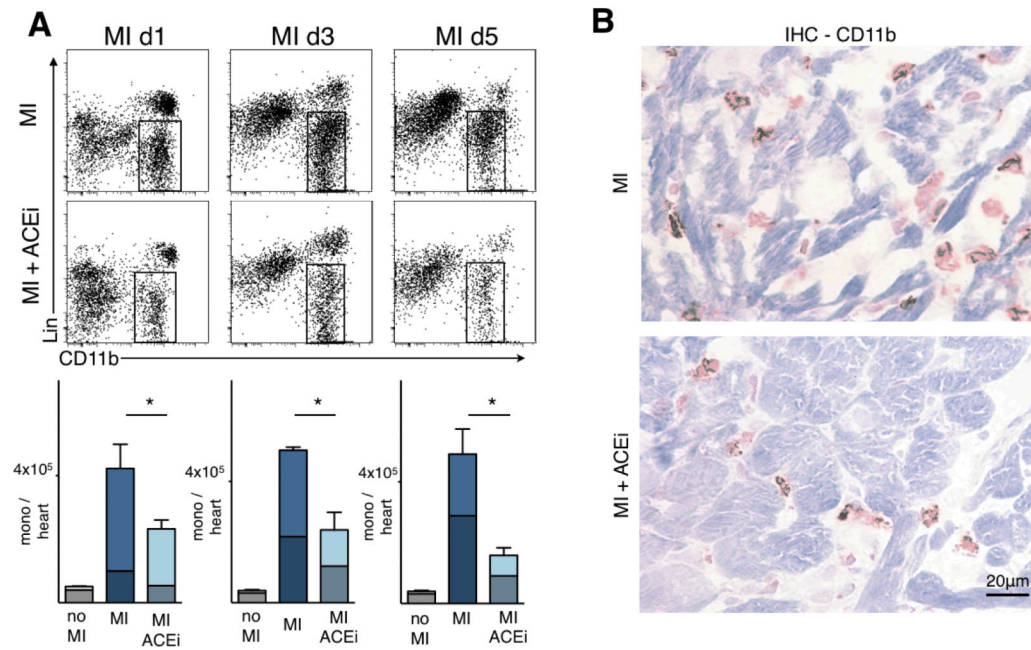 A
MI d1
MI d3
MI d5
MI
MI + ACEi
Lin
CD11b
4x10⁵
mono /
heart
*
no
MI
MI
MI
ACEi
4x10⁵
mono /
heart
*
no
MI
MI
MI
ACEi
4x10⁵
mono /
heart
*
no
MI
MI
MI
ACEi
B
IHC - CD11b
MI
MI + ACEi
20µm